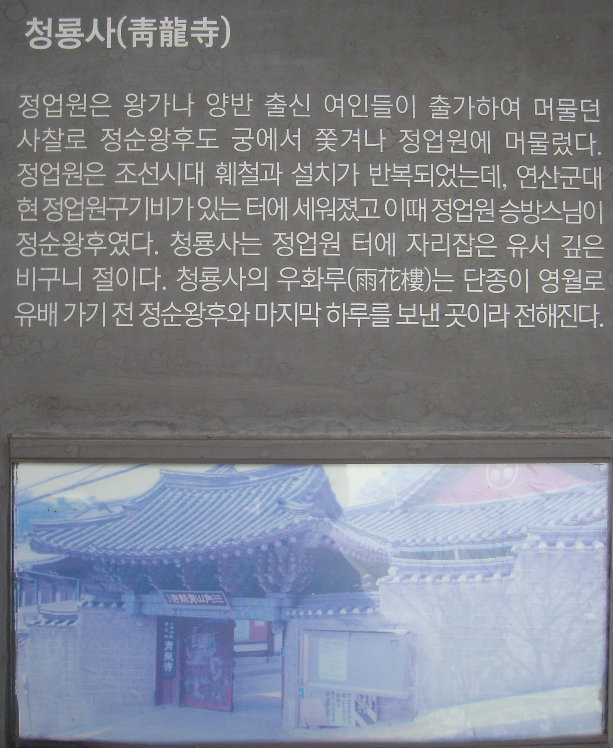 청룡사(靑龍寺)
정업원은 왕가나 양반 출신 여인들이 출가하여 머물던
사찰로 정순왕후도 궁에서 쫓겨나 정업원에 머물렀다.
정업원은 조선시대 훼철과 설치가 반복되었는데, 연산군대
현 정업원구기비가 있는 터에 세워졌고 이때 정업원 승방스님이
정순왕후였다. 청룡사는 정업원 터에 자리잡은 유서 깊은
비구니 절이다. 청룡사의 우화루(雨花樓)는 단종이 영월로
유배 가기 전 정순왕후와 마지막 하루를 보낸 곳이라 전해진다.
三角山靑龍寺
靑龍寺